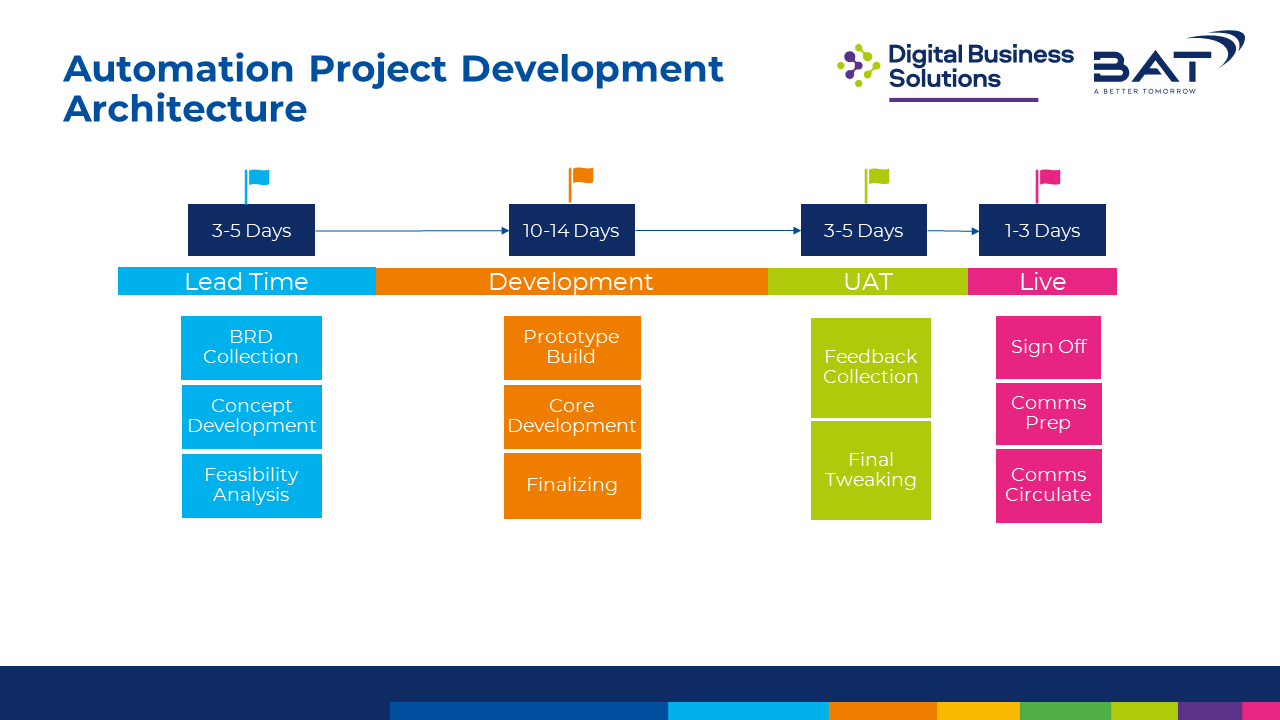 Automation Project Development
Architecture
Digital Business
Solutions
BAT
A BETTER TOMORROW
3-5 Days
10-14 Days
3-5 Days
1-3 Days
Lead Time
Development
UAT
Live
BRD
Collection
Concept
Development
Feasibility
Analysis
Prototype
Build
Core
Development
Finalizing
Feedback
Collection
Final
Tweaking
Sign Off
Comms
Prep
Comms
Circulate